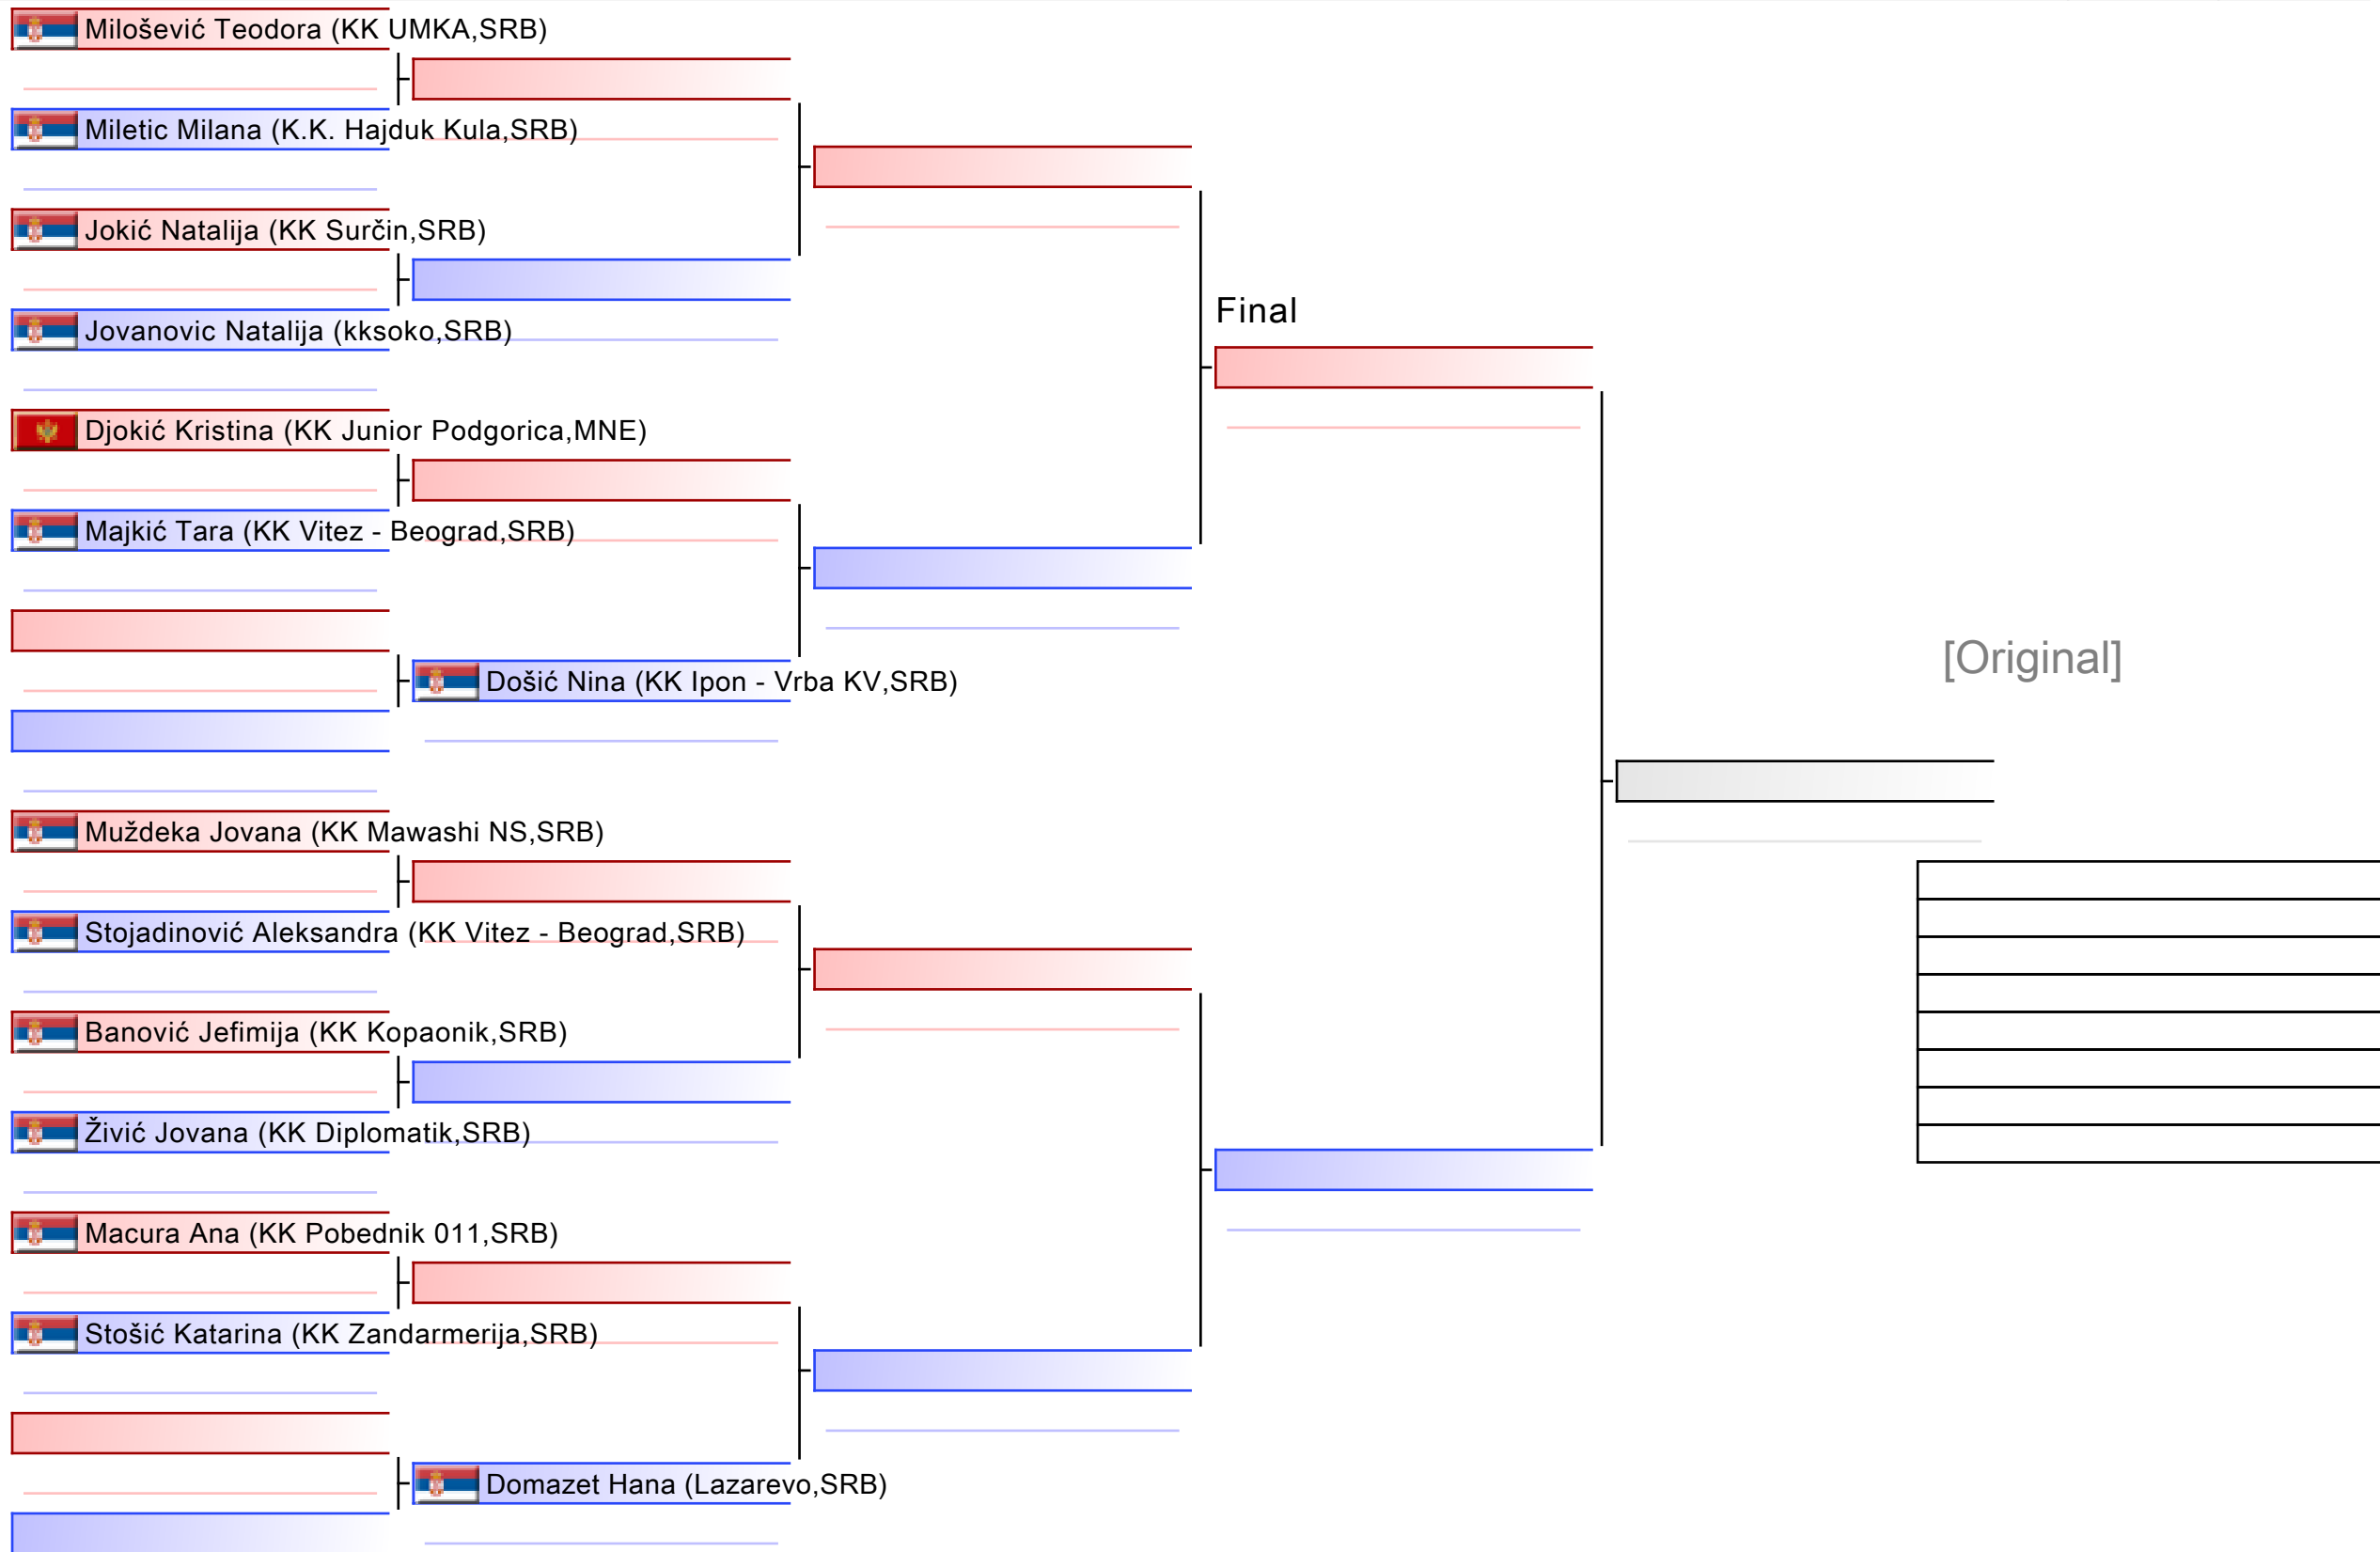 Milošević Teodora (KK UMKA,SRB)
Miletic Milana (K.K. Hajduk Kula,SRB)
Jokić Natalija (KK Surčin,SRB)
Final
Jovanovic Natalija (kksoko,SRB)
Djokić Kristina (KK Junior Podgorica,MNE)
Majkić Tara (KK Vitez - Beograd,SRB)
[Original]
Došić Nina (KK Ipon - Vrba KV,SRB)
Muždeka Jovana (KK Mawashi NS,SRB)
Stojadinović Aleksandra (KK Vitez - Beograd,SRB)
Banović Jefimija (KK Kopaonik,SRB)
Živić Jovana (KK Diplomatik,SRB)
Macura Ana (KK Pobednik 011,SRB)
Stošić Katarina (KK Zandarmerija,SRB)
Domazet Hana (Lazarevo,SRB)